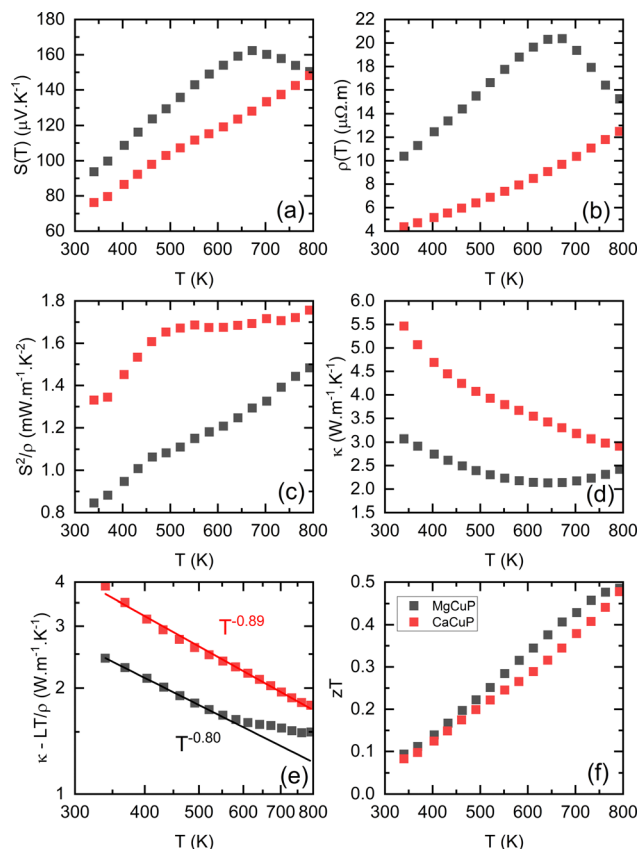 180
160
140
120
100
80
60
S(T) (µV.K⁻¹)
(a)
300 400 500 600 700 800
T (K)
22
20
18
16
14
12
10
8
6
4
ρ(T) (µΩ.m)
(b)
300 400 500 600 700 800
T (K)
1.8
1.6
1.4
1.2
1.0
0.8
S²/ρ (mW.m⁻¹.K⁻²)
(c)
300 400 500 600 700 800
T (K)
6.0
5.5
5.0
4.5
4.0
3.5
3.0
2.5
2.0
1.5
κ (W.m⁻¹.K⁻¹)
(d)
300 400 500 600 700 800
T (K)
4
3
2
1
κ - LT/ρ (W.m⁻¹.K⁻¹)
T⁻⁰·⁸⁹
T⁻⁰·⁸⁰
(e)
300 400 500 600 700 800
T (K)
0.5
0.4
0.3
0.2
0.1
0.0
zT
MgCuP
CaCuP
(f)
300 400 500 600 700 800
T (K)